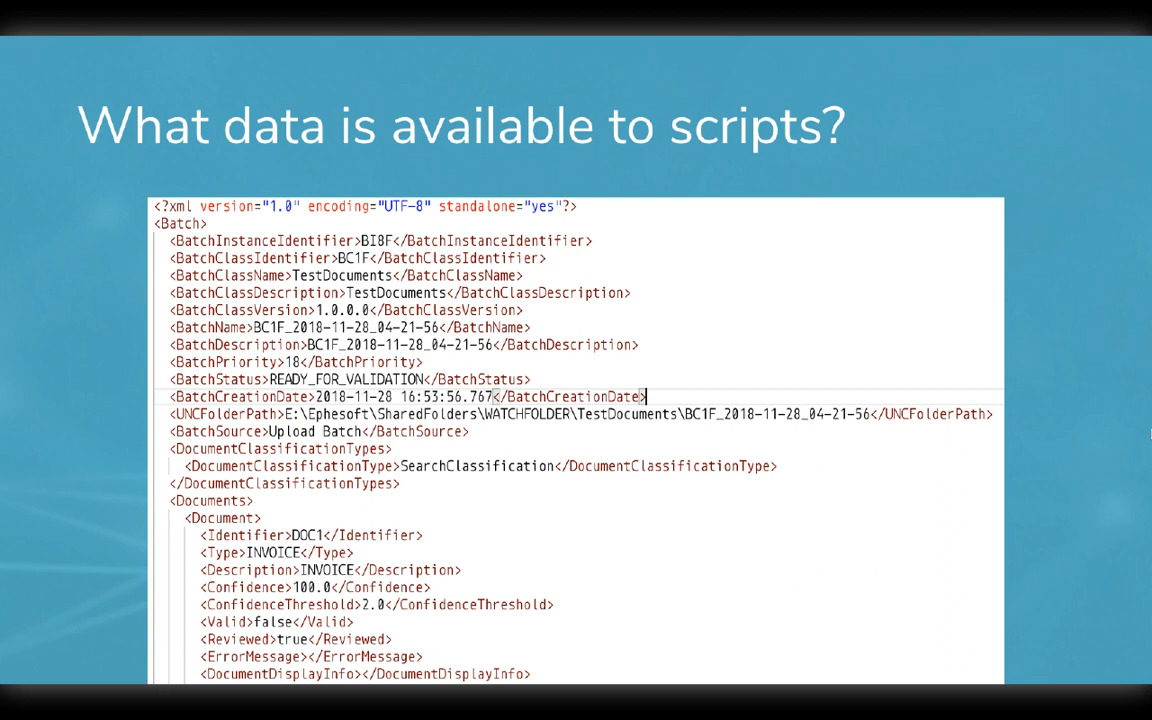 What data is available to scripts?
<?xml version="1.0" encoding="UTF-8" standalone="yes"?>
<Batch>
<BatchInstanceIdentifier>BI8F</BatchInstanceIdentifier>
<BatchClassIdentifier>BC1F</BatchClassIdentifier>
<BatchClassName>TestDocuments</BatchClassName>
<BatchClassDescription>TestDocuments</BatchClassDescription>
<BatchClassVersion>1.0.0.0</BatchClassVersion>
<BatchName>BC1F_2018-11-28_04-21-56</BatchName>
<BatchDescription>BC1F_2018-11-28_04-21-56</BatchDescription>
<BatchPriority>18</BatchPriority>
<BatchStatus>READY_FOR_VALIDATION</BatchStatus>
<BatchCreationDate>2018-11-28 16:53:56.767</BatchCreationDate>
<UNCFolderPath>E:\Ephesoft\SharedFolders\WATCHFOLDER\TestDocuments\BC1F_2018-11-28_04-21-56</UNCFolderPath>
<BatchSource>Upload Batch</BatchSource>
<DocumentClassificationTypes>
<DocumentClassificationType>SearchClassification</DocumentClassificationType>
</DocumentClassificationTypes>
<Documents>
<Document>
<Identifier>DOC1</Identifier>
<Type>INVOICE</Type>
<Description>INVOICE</Description>
<Confidence>100.0</Confidence>
<ConfidenceThreshold>2.0</ConfidenceThreshold>
<Valid>false</Valid>
<Reviewed>true</Reviewed>
<ErrorMessage></ErrorMessage>
<DocumentDisplayInfo></DocumentDisplayInfo>